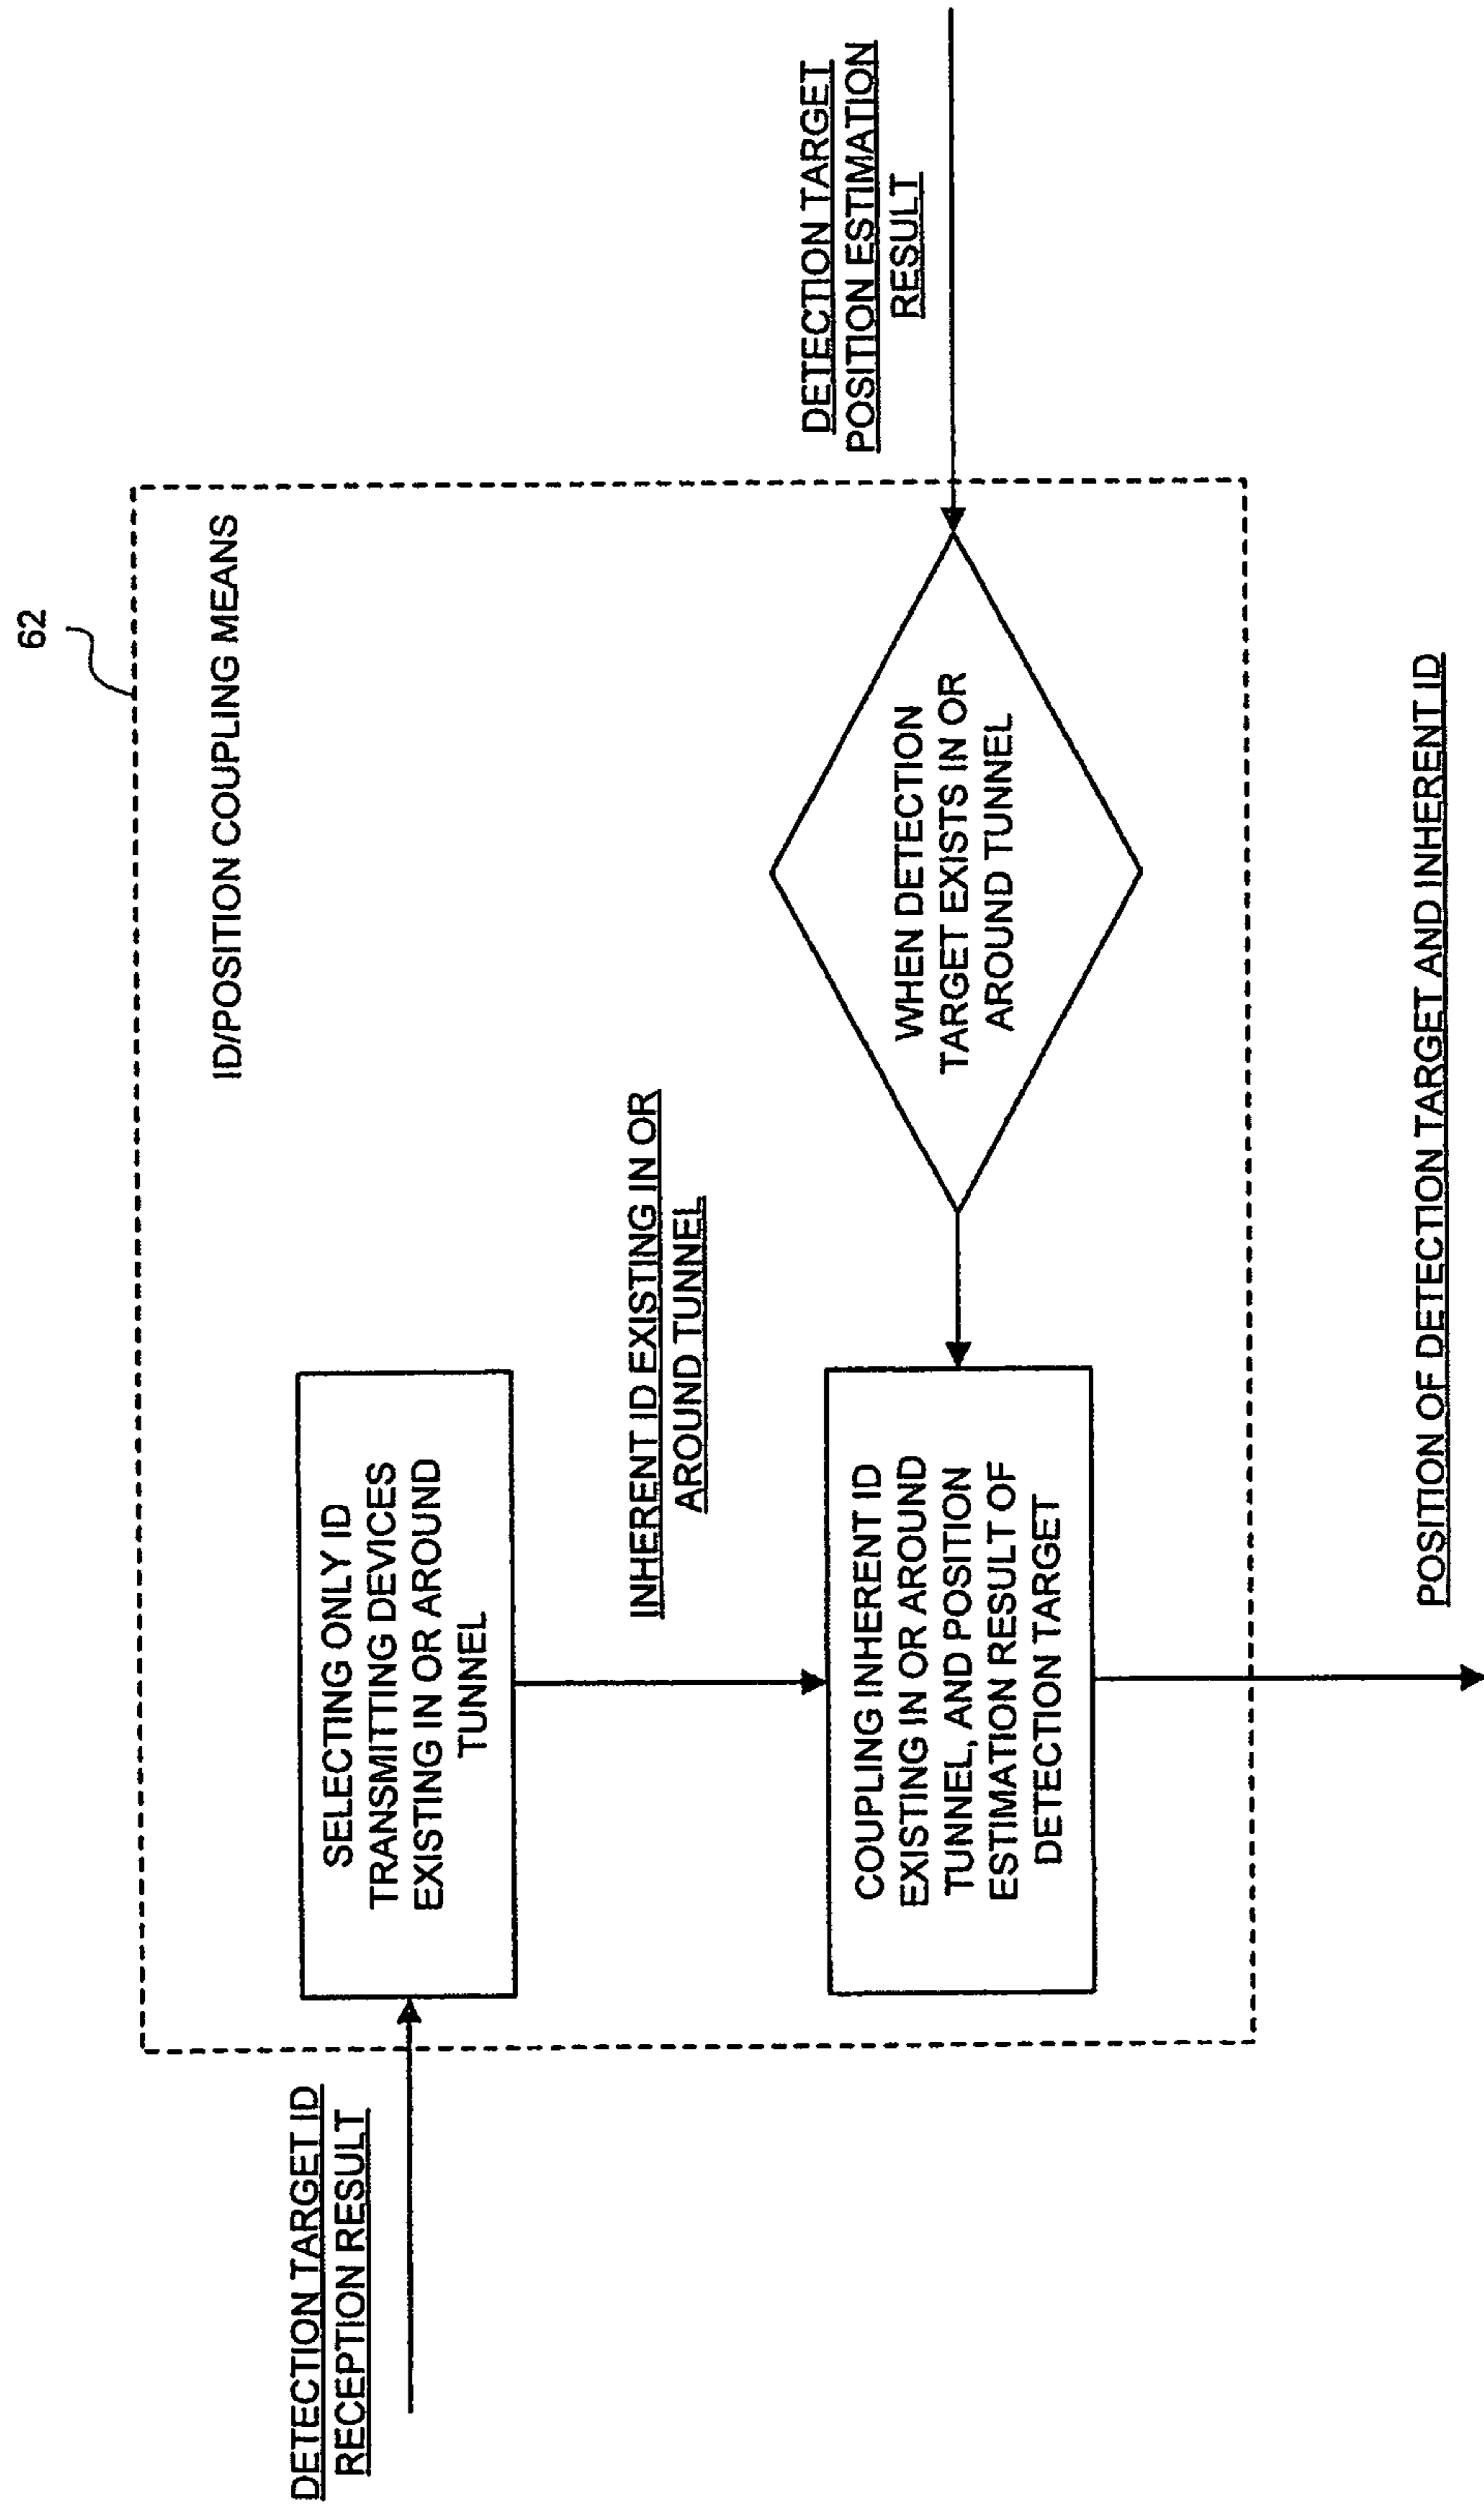 62
ID/POSITION COUPLING MEANS
DETECTION TARGET ID
RECEPTION RESULT
SELECTING ONLY ID
TRANSMITTING DEVICES
EXISTING IN OR AROUND
TUNNEL
INHERENT ID EXISTING IN OR
AROUND TUNNEL
DETECTION TARGET
POSITION ESTIMATION
RESULT
WHEN DETECTION
TARGET EXISTS IN OR
AROUND TUNNEL
COUPLING INHERENT ID
EXISTING IN OR AROUND
TUNNEL, AND POSITION
ESTIMATION RESULT OF
DETECTION TARGET
POSITION OF DETECTION TARGET AND INHERENT ID